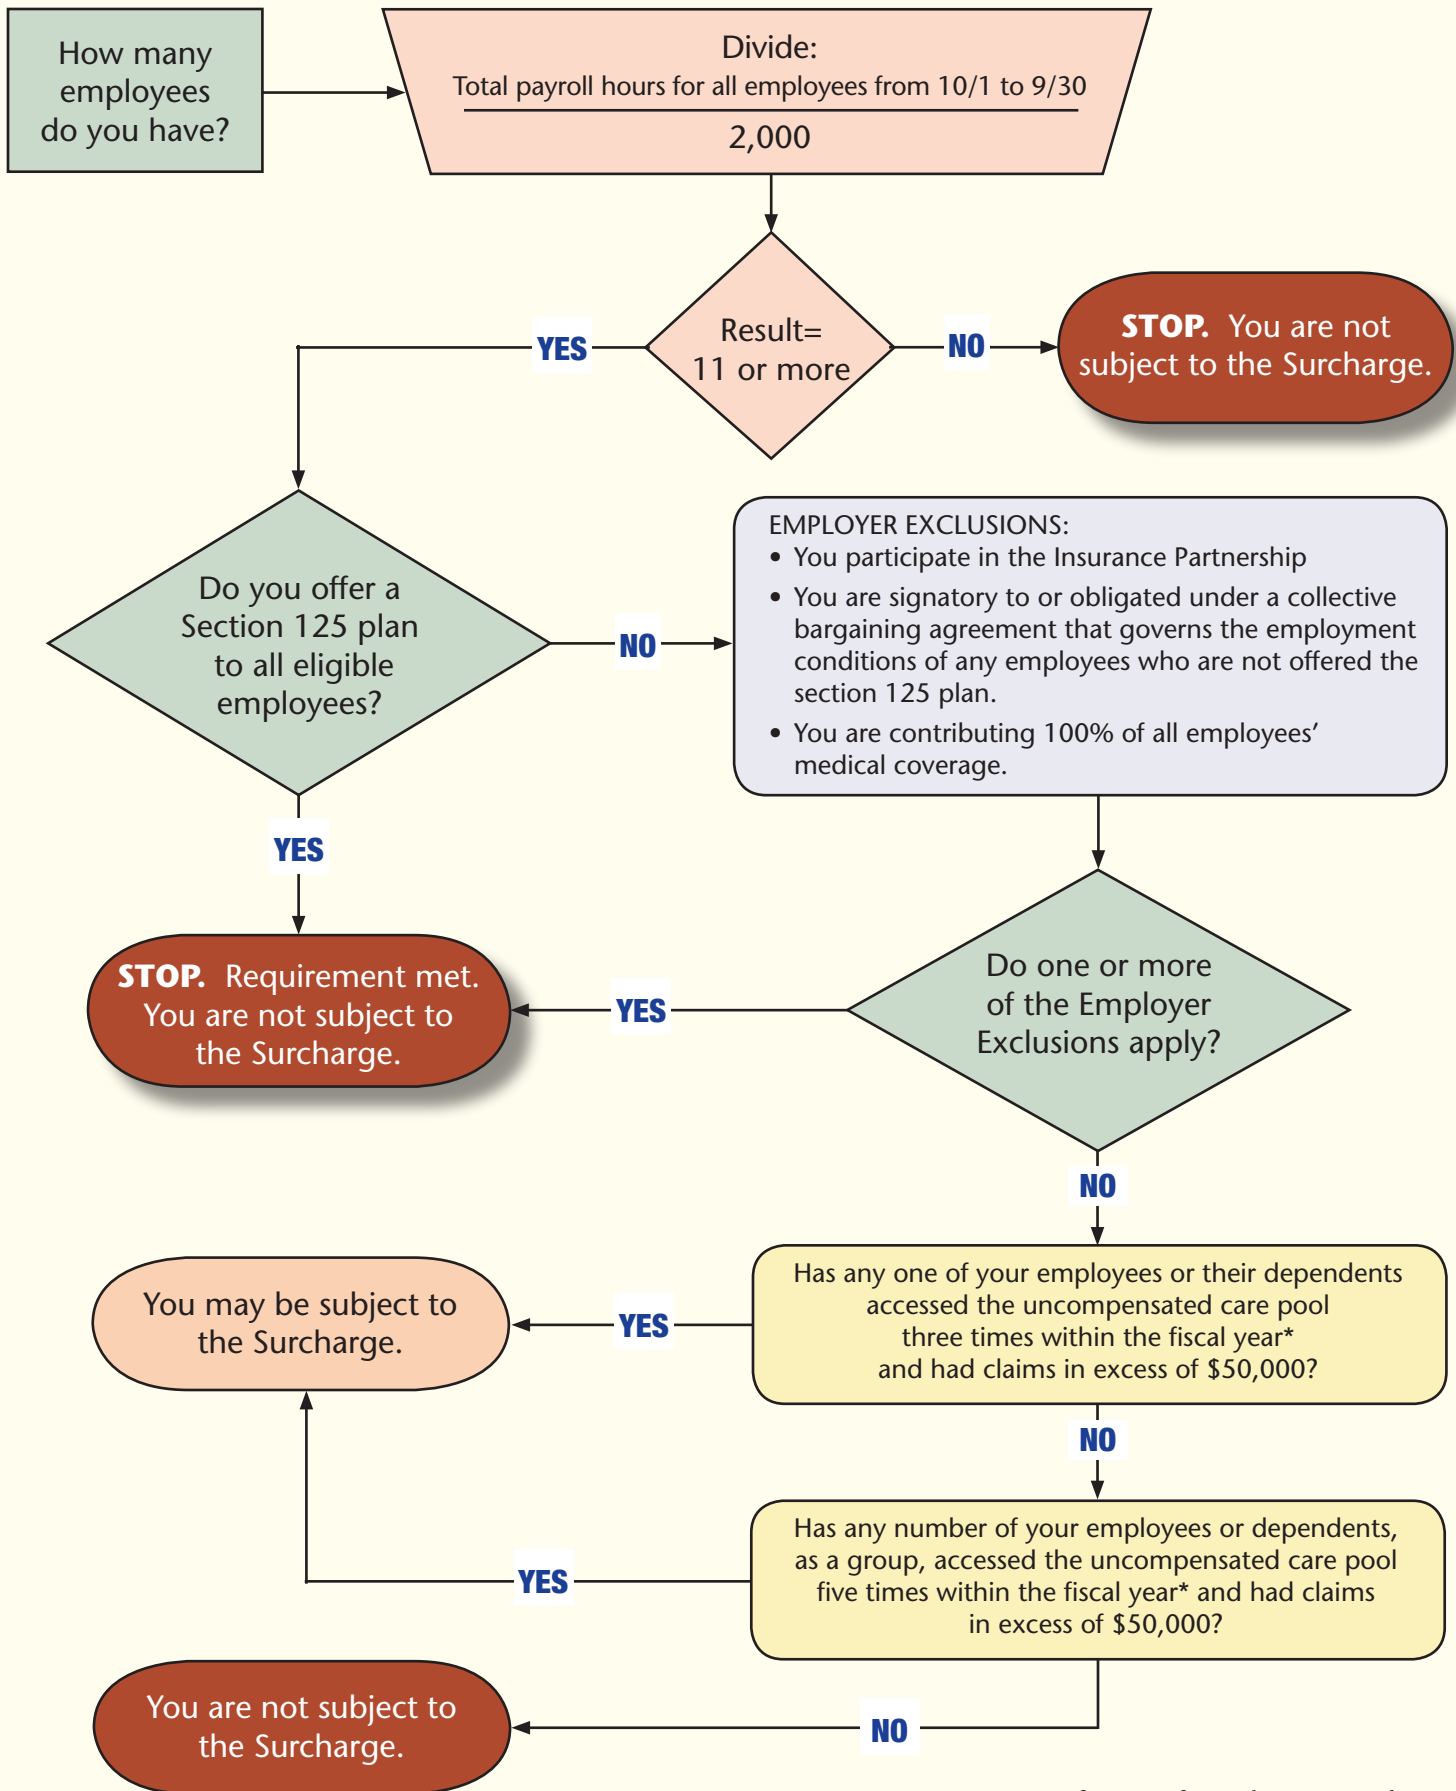 How many
employees
do you have?
Divide:
Total payroll hours for all employees from 10/1 to 9/30
2,000
Result=
11 or more
YES
NO
STOP. You are not
subject to the Surcharge.
Do you offer a
Section 125 plan
to all eligible
employees?
NO
EMPLOYER EXCLUSIONS:
• You participate in the Insurance Partnership
• You are signatory to or obligated under a collective
bargaining agreement that governs the employment
conditions of any employees who are not offered the
section 125 plan.
• You are contributing 100% of all employees’
medical coverage.
YES
STOP. Requirement met.
You are not subject to
the Surcharge.
YES
Do one or more
of the Employer
Exclusions apply?
NO
You may be subject to
the Surcharge.
YES
Has any one of your employees or their dependents
accessed the uncompensated care pool
three times within the fiscal year*
and had claims in excess of $50,000?
NO
YES
Has any number of your employees or dependents,
as a group, accessed the uncompensated care pool
five times within the fiscal year* and had claims
in excess of $50,000?
You are not subject to
the Surcharge.
NO